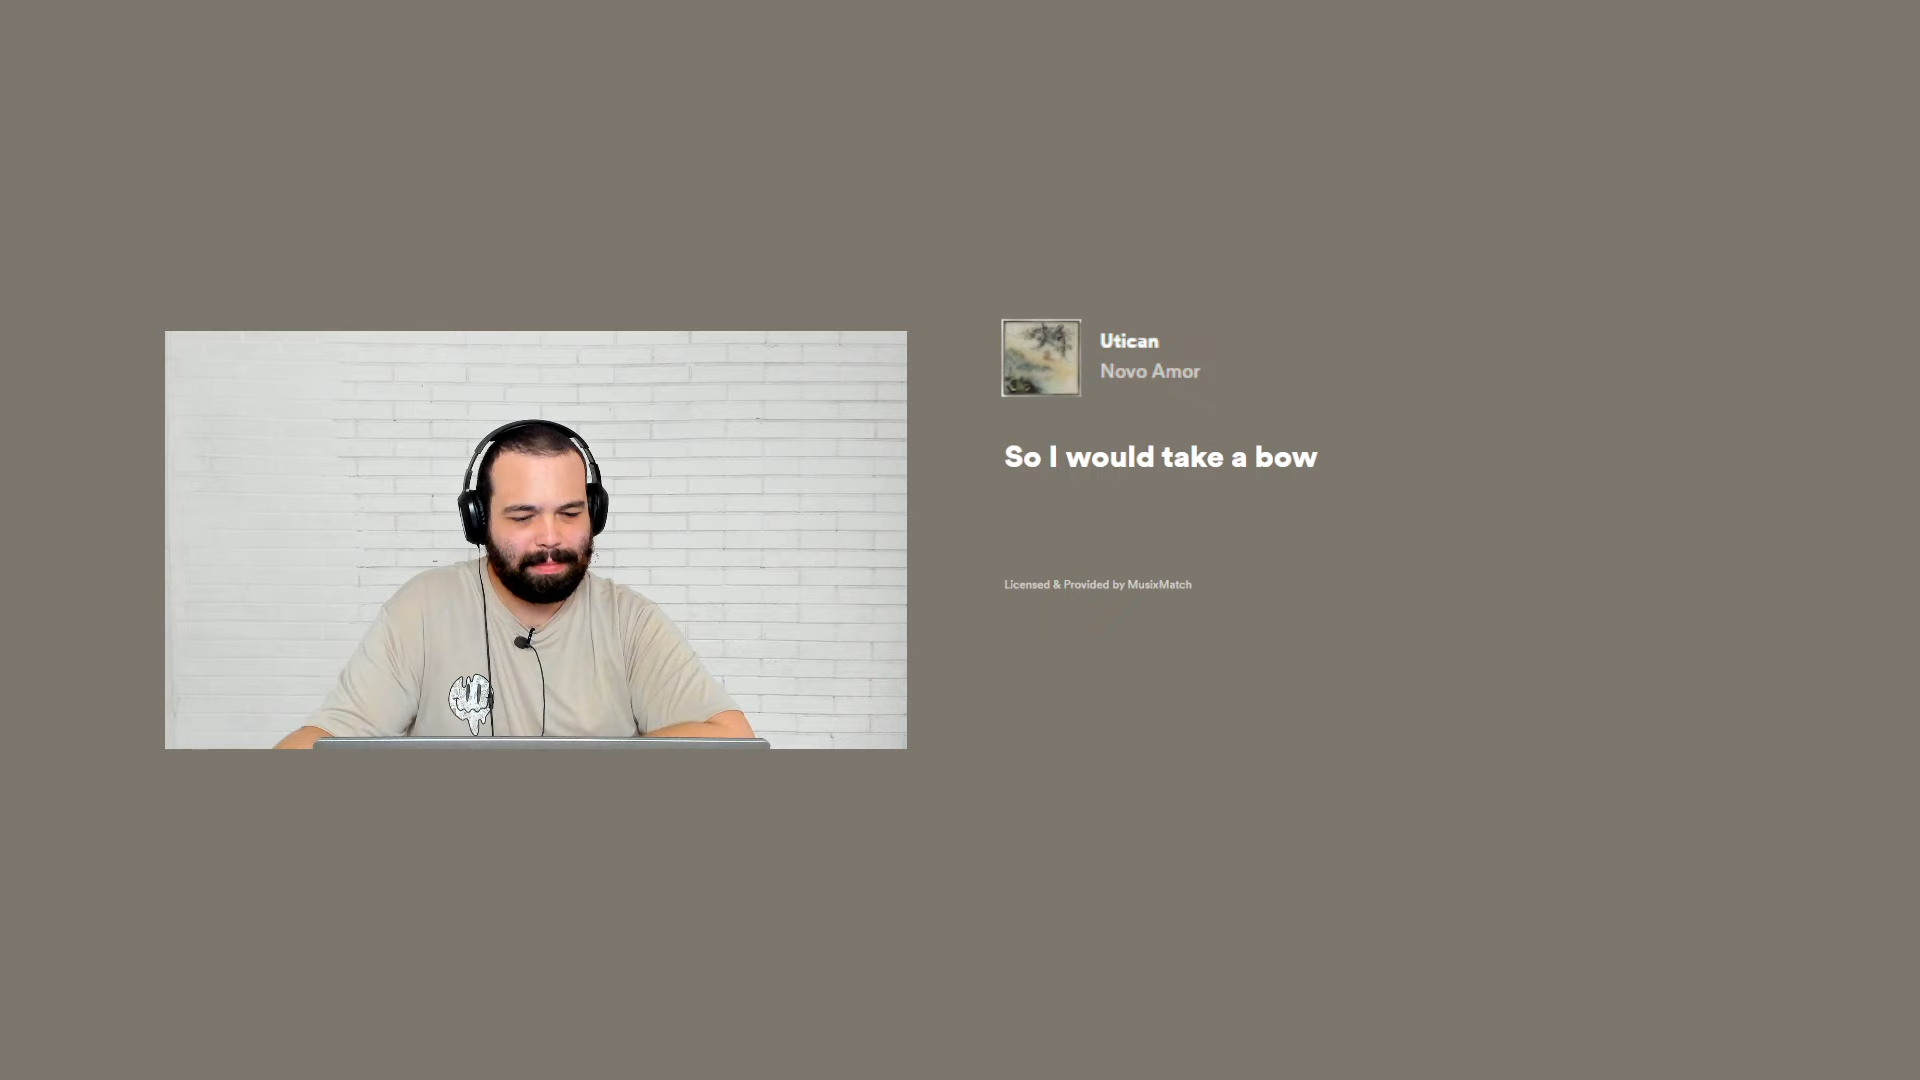 Utican
Novo Amor
So I would take a bow
Licensed & Provided by MusixMatch